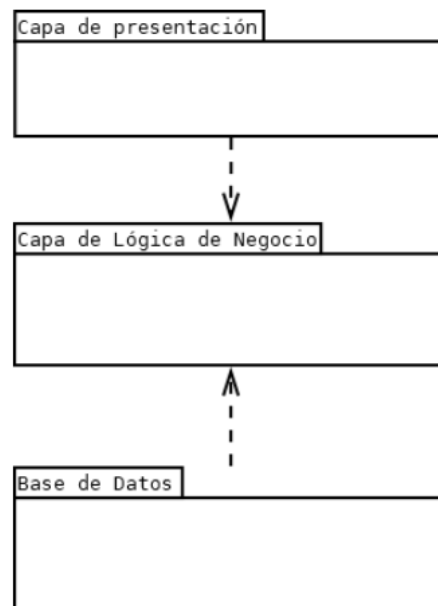 Capa de presentación
Capa de Lógica de Negocio
Base de Datos